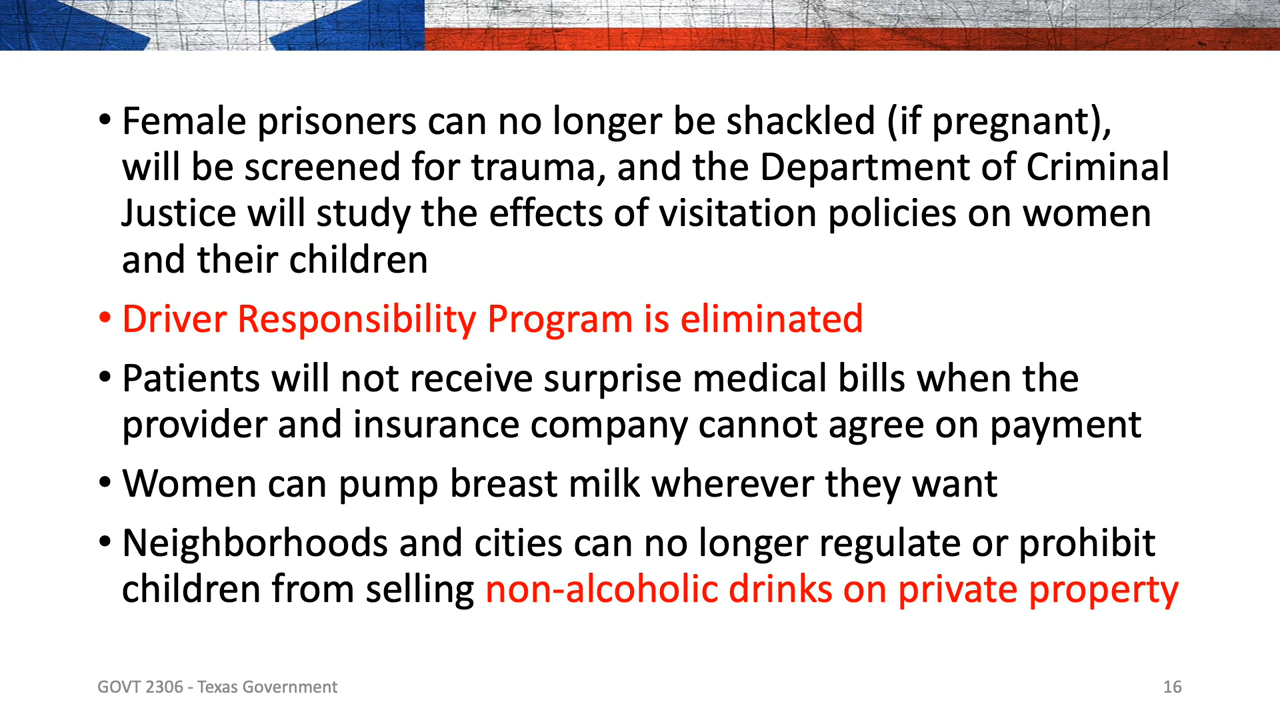 • Female prisoners can no longer be shackled (if pregnant),
will be screened for trauma, and the Department of Criminal
Justice will study the effects of visitation policies on women
and their children
• Driver Responsibility Program is eliminated
• Patients will not receive surprise medical bills when the
provider and insurance company cannot agree on payment
• Women can pump breast milk wherever they want
• Neighborhoods and cities can no longer regulate or prohibit
children from selling non-alcoholic drinks on private property
GOVT 2306 - Texas Government
16